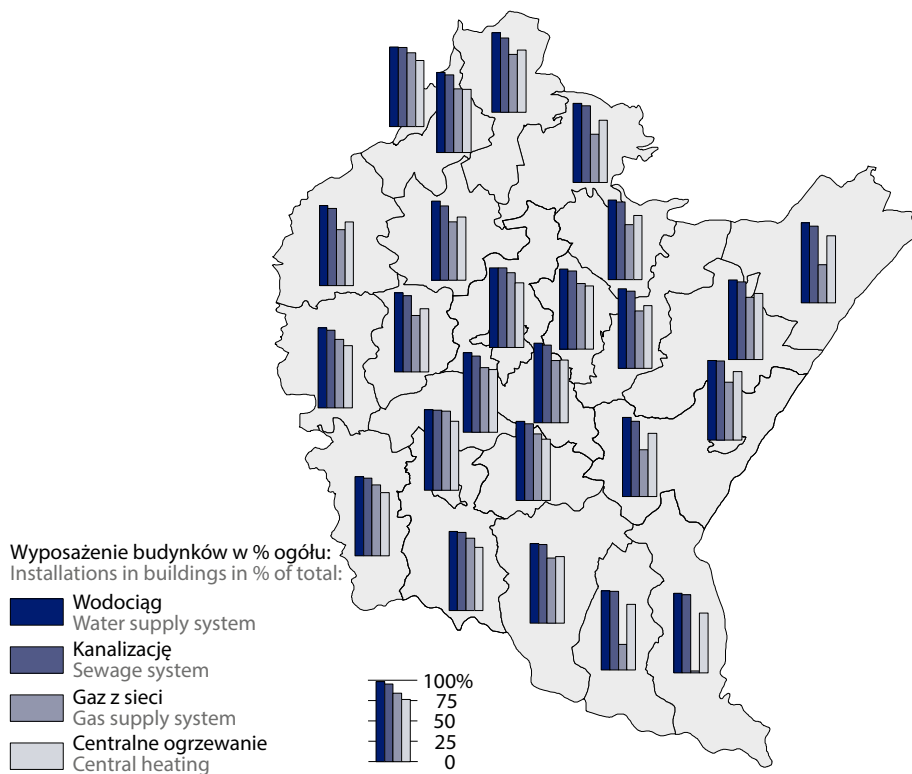 Wyposażenie budynków w % ogółu:
Installations in buildings in % of total:
Wodociąg
Water supply system
Kanalizację
Sewage system
Gaz z sieci
Gas supply system
Centralne ogrzewanie
Central heating
100%
75
50
25
0